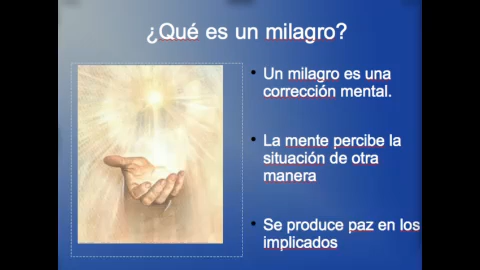 ¿Qué es un milagro?
Un milagro es una
corrección mental.
La mente percibe la
situación de otra
manera
Se produce paz en los
implicados